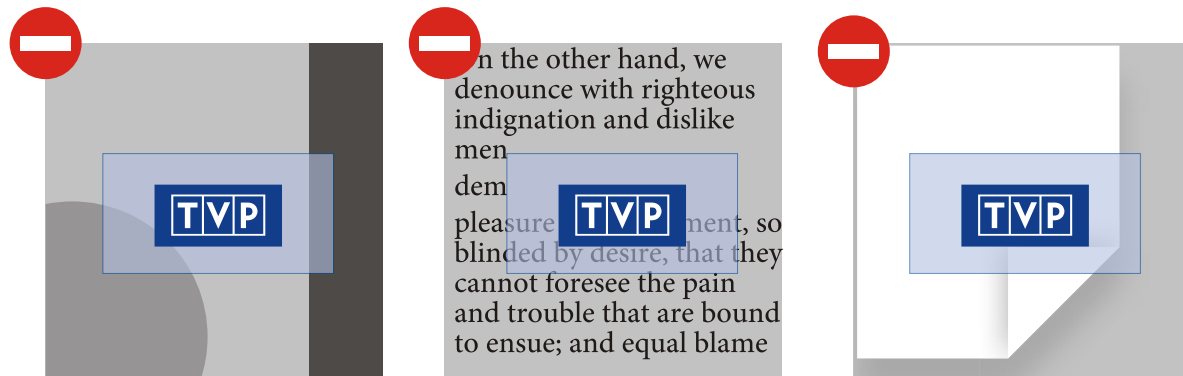 TVP
n the other hand, we
denounce with righteous
indignation and dislike
men
dem
TVP
pleasure ment, so
blinded by desire, that they
cannot foresee the pain
and trouble that are bound
to ensue; and equal blame
TVP